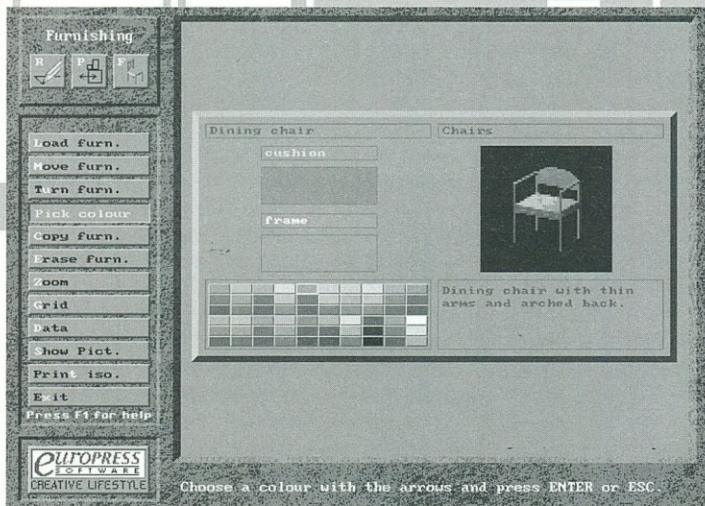 Furnishing
R P F
Load furn.
Move furn.
Turn furn.
Pick colour
Copy furn.
Erase furn.
Zoom
Grid
Data
Show Pict.
Print iso.
Exit
Press F1 for help
EUROPRESS
SOFTWARE
CREATIVE LIFESTYLE
Dining chair
Chairs
cushion
frame
Dining chair with thin
arms and arched back.
Choose a colour with the arrows and press ENTER or ESC.